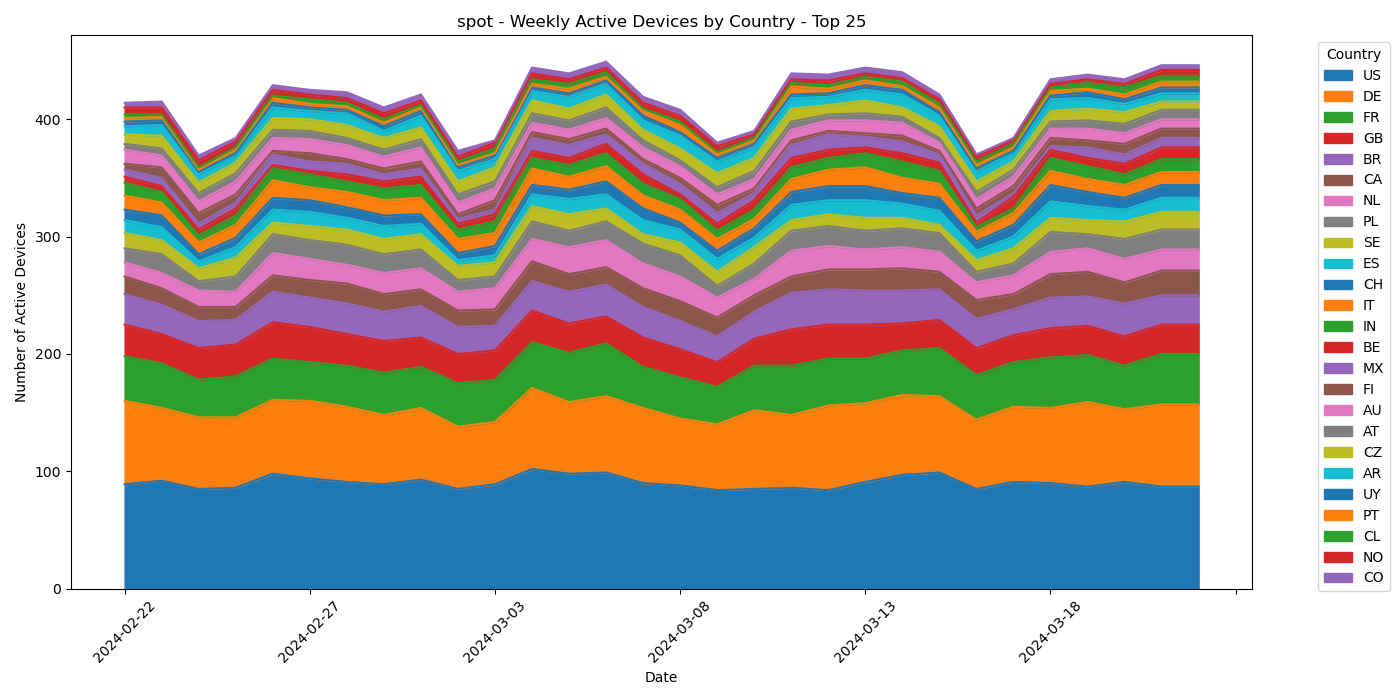 spot - Weekly Active Devices by Country - Top 25
Number of Active Devices
400
300
200
100
0
2024-02-22
2024-02-27
2024-03-03
2024-03-08
2024-03-13
2024-03-18
Date
Country
US
DE
FR
GB
BR
CA
NL
PL
SE
ES
CH
IT
IN
BE
MX
FI
AU
AT
CZ
AR
UY
PT
CL
NO
CO